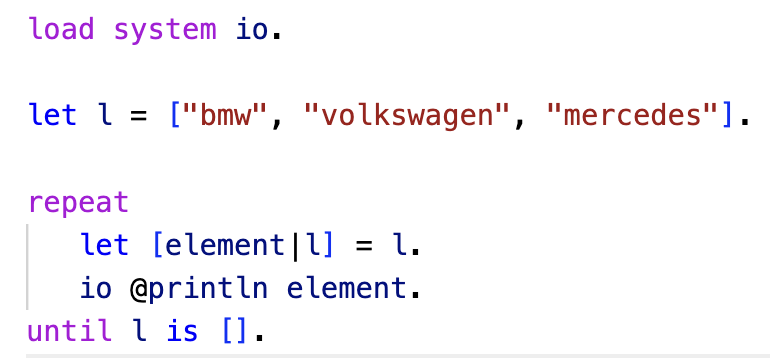 load system io.
let l = ["bmw", "volkswagen", "mercedes"].
repeat
let [element|l] = l.
io @println element.
until l is [].